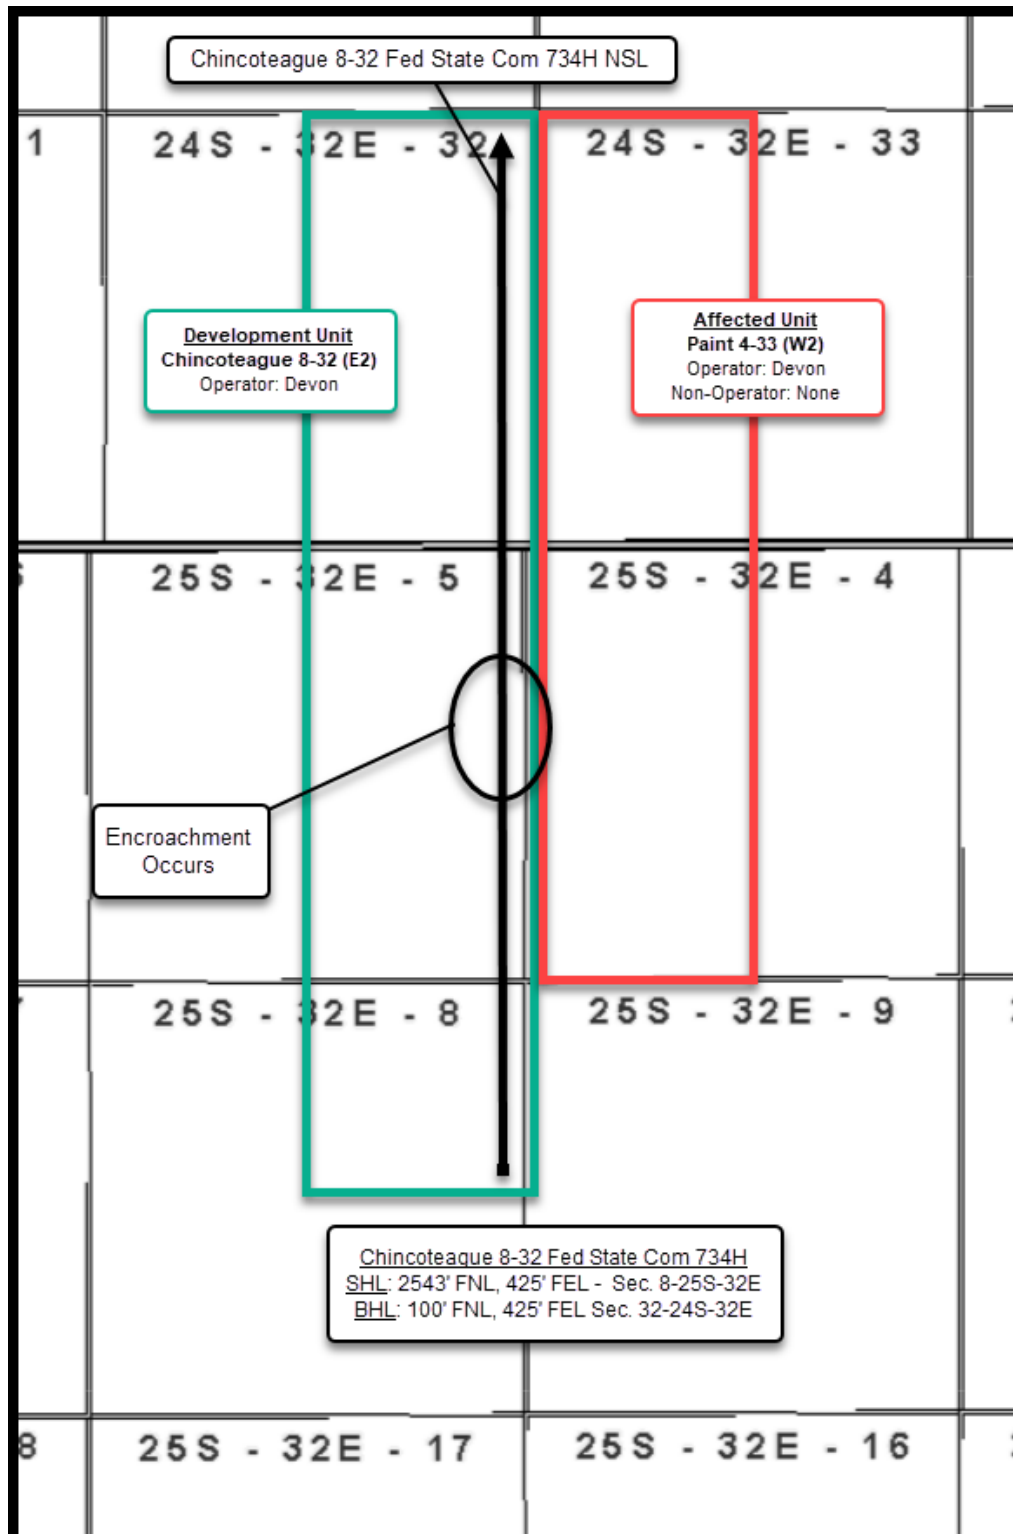 Chincoteague 8-32 Fed State Com 734H NSL
1
24S - 32E - 32
24S - 32E - 33
Development Unit
Chincoteague 8-32 (E2)
Operator: Devon
Affected Unit
Paint 4-33 (W2)
Operator: Devon
Non-Operator: None
25S - 32E - 5
25S - 32E - 4
Encroachment
Occurs
25S - 32E - 8
25S - 32E - 9
Chincoteague 8-32 Fed State Com 734H
SHL: 2543' FNL, 425' FEL - Sec. 8-25S-32E
BHL: 100' FNL, 425' FEL Sec. 32-24S-32E
8
25S - 32E - 17
25S - 32E - 16